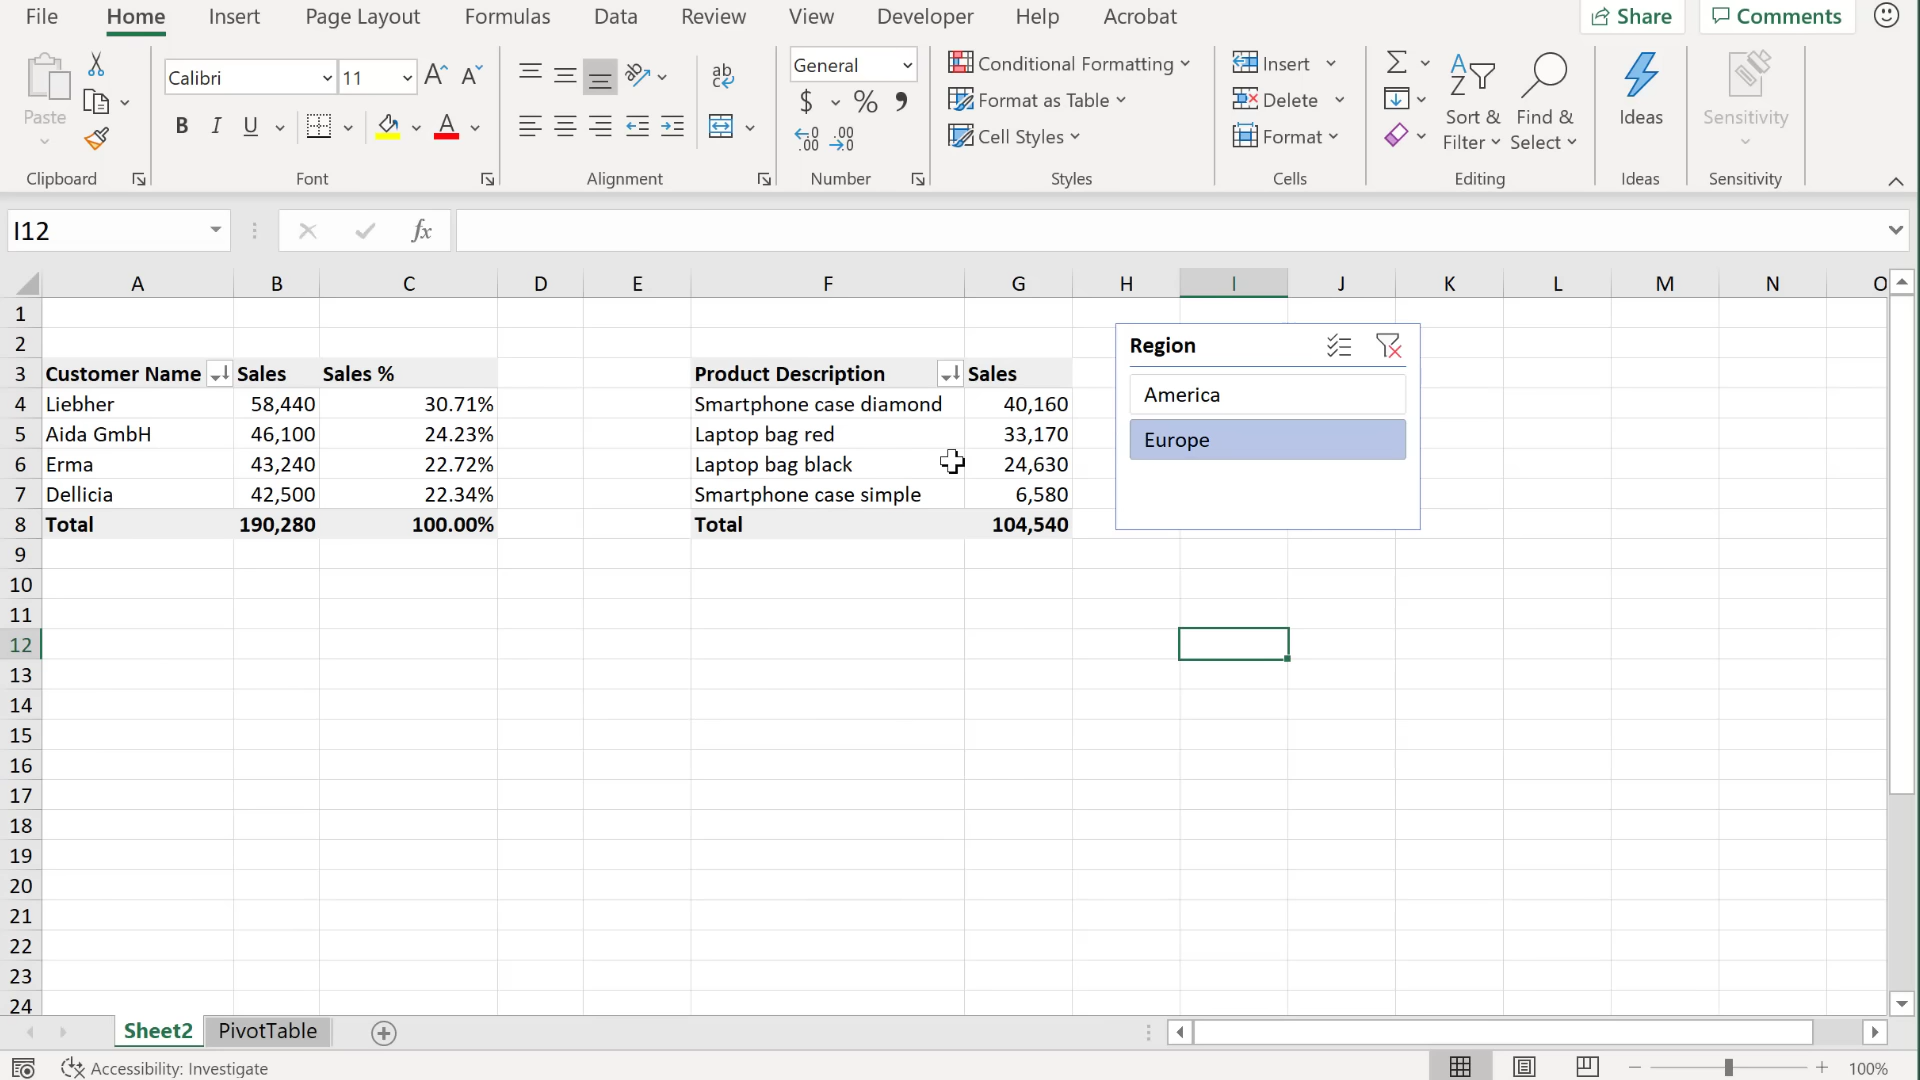 File Home Insert Page Layout Formulas Data Review View Developer Help Acrobat Share Comments
Paste
Clipboard
Calibri 11
B I U
Font
ab
Alignment
General
$ % ,
Number
Conditional Formatting
Format as Table
Cell Styles
Styles
Insert
Delete
Format
Cells
Sort & Filter
Find & Select
Editing
Ideas
Ideas
Sensitivity
Sensitivity
I12 fx
A B C D E F G H I J K L M N O
1
2
3 Customer Name Sales Sales % Product Description Sales
4 Liebher 58,440 30.71% Smartphone case diamond 40,160
5 Aida GmbH 46,100 24.23% Laptop bag red 33,170
6 Erma 43,240 22.72% Laptop bag black 24,630
7 Dellicia 42,500 22.34% Smartphone case simple 6,580
8 Total 190,280 100.00% Total 104,540
9
10
11
12
13
14
15
16
17
18
19
20
21
22
23
24
Region
America
Europe
Sheet2 PivotTable
Accessibility: Investigate 100%